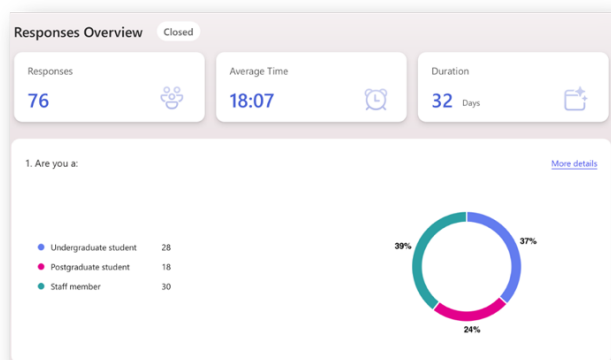 Responses Overview Closed
Responses
76
Average Time
18:07
Duration
32 Days
1. Are you a:
More details
Undergraduate student 28
Postgraduate student 18
Staff member 30
39%
37%
24%